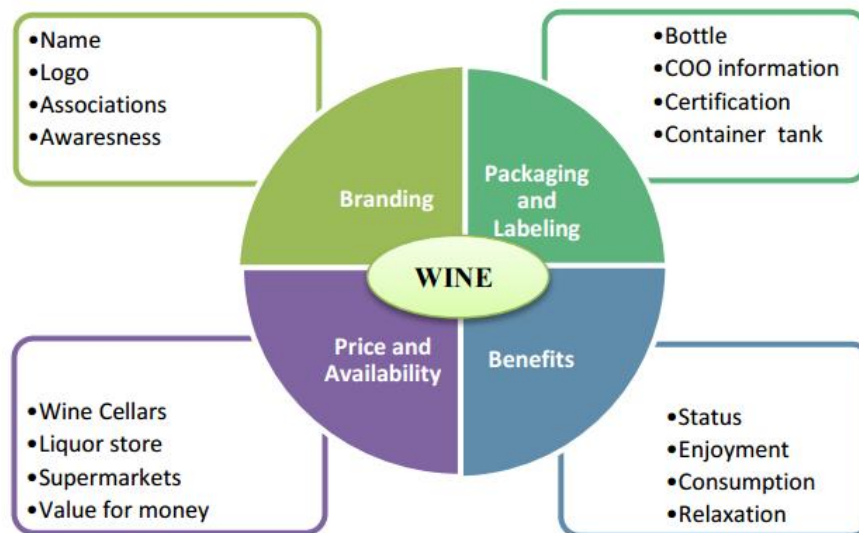 •Name
•Logo
•Associations
•Awaresness
•Bottle
•COO information
•Certification
•Container tank
Branding
Packaging
and
Labeling
WINE
Price and
Availability
Benefits
•Wine Cellars
•Liquor store
•Supermarkets
•Value for money
•Status
•Enjoyment
•Consumption
•Relaxation